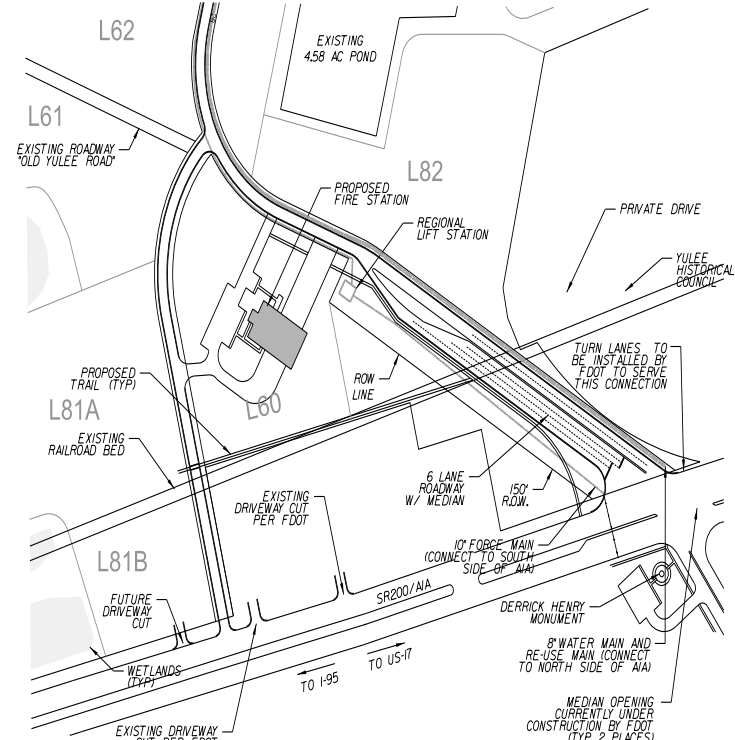 L62
EXISTING
4.58 AC POND
L61
EXISTING ROADWAY
"OLD YULEE ROAD"
L82
PROPOSED
FIRE STATION
REGIONAL
LIFT STATION
PRIVATE DRIVE
YULEE
HISTORICAL
COUNCIL
TURN LANES TO
BE INSTALLED BY
FDOT TO SERVE
THIS CONNECTION
PROPOSED
TRAIL (TYP)
ROW
LINE
L60
L81A
EXISTING
RAILROAD BED
6 LANE
ROADWAY
W/ MEDIAN
150'
R.O.W.
EXISTING
DRIVEWAY CUT
PER FDOT
10" FORCE MAIN
(CONNECT TO SOUTH
SIDE OF A1A)
L81B
FUTURE
DRIVEWAY
CUT
SR200/A1A
DERRICK HENRY
MONUMENT
8" WATER MAIN AND
RE-USE MAIN (CONNECT
TO NORTH SIDE OF A1A)
WETLANDS
(TYP)
TO I-95
TO US-17
MEDIAN OPENING
CURRENTLY UNDER
CONSTRUCTION BY FDOT
(TYP 2 PLACES)
EXISTING DRIVEWAY
CUT PER FDOT